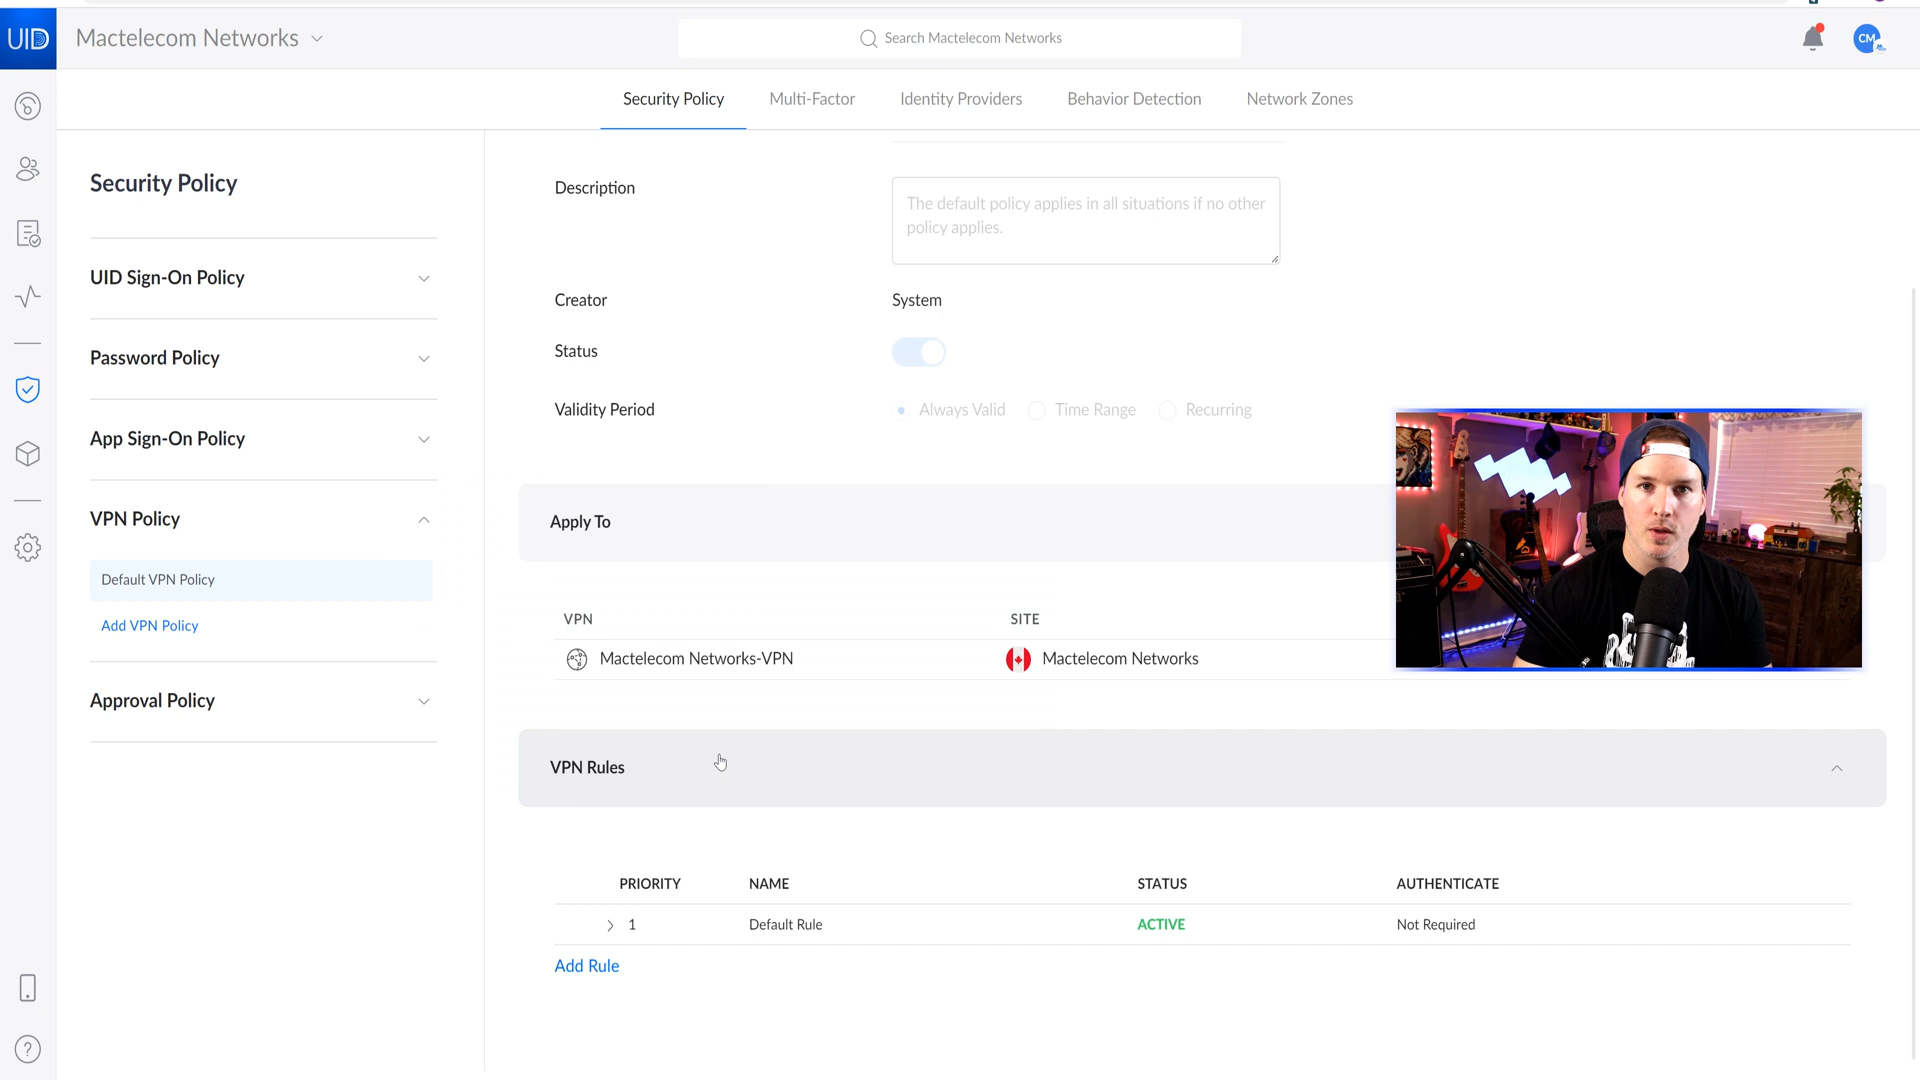 UID
Mactelecom Networks
Search Mactelecom Networks
CM
Security Policy
Multi-Factor
Identity Providers
Behavior Detection
Network Zones
Security Policy
UID Sign-On Policy
Password Policy
App Sign-On Policy
VPN Policy
Default VPN Policy
Add VPN Policy
Approval Policy
Description
The default policy applies in all situations if no other
policy applies.
Creator
System
Status
Validity Period
Always Valid
Time Range
Recurring
Apply To
VPN
SITE
Mactelecom Networks-VPN
Mactelecom Networks
VPN Rules
PRIORITY
NAME
STATUS
AUTHENTICATE
1
Default Rule
ACTIVE
Not Required
Add Rule
?